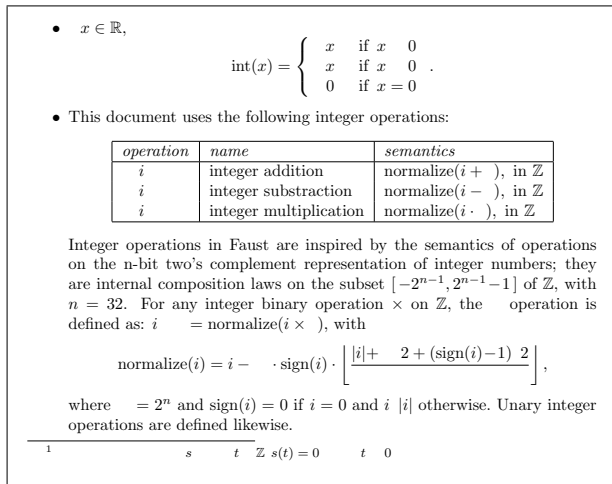 • x ∈ ℝ,
int(x) = { x if x 0
x if x 0 .
0 if x = 0
• This document uses the following integer operations:
operation name semantics
i integer addition normalize(i + ), in ℤ
i integer substraction normalize(i − ), in ℤ
i integer multiplication normalize(i · ), in ℤ
Integer operations in Faust are inspired by the semantics of operations
on the n-bit two's complement representation of integer numbers; they
are internal composition laws on the subset [ −2ⁿ⁻¹, 2ⁿ⁻¹−1 ] of ℤ, with
n = 32. For any integer binary operation × on ℤ, the operation is
defined as: i = normalize(i × ), with
normalize(i) = i − · sign(i) · ⌊ |i|+ 2 + (sign(i)−1) 2 ⌋ ,
where = 2ⁿ and sign(i) = 0 if i = 0 and i |i| otherwise. Unary integer
operations are defined likewise.
1 s t ℤ s(t) = 0 t 0